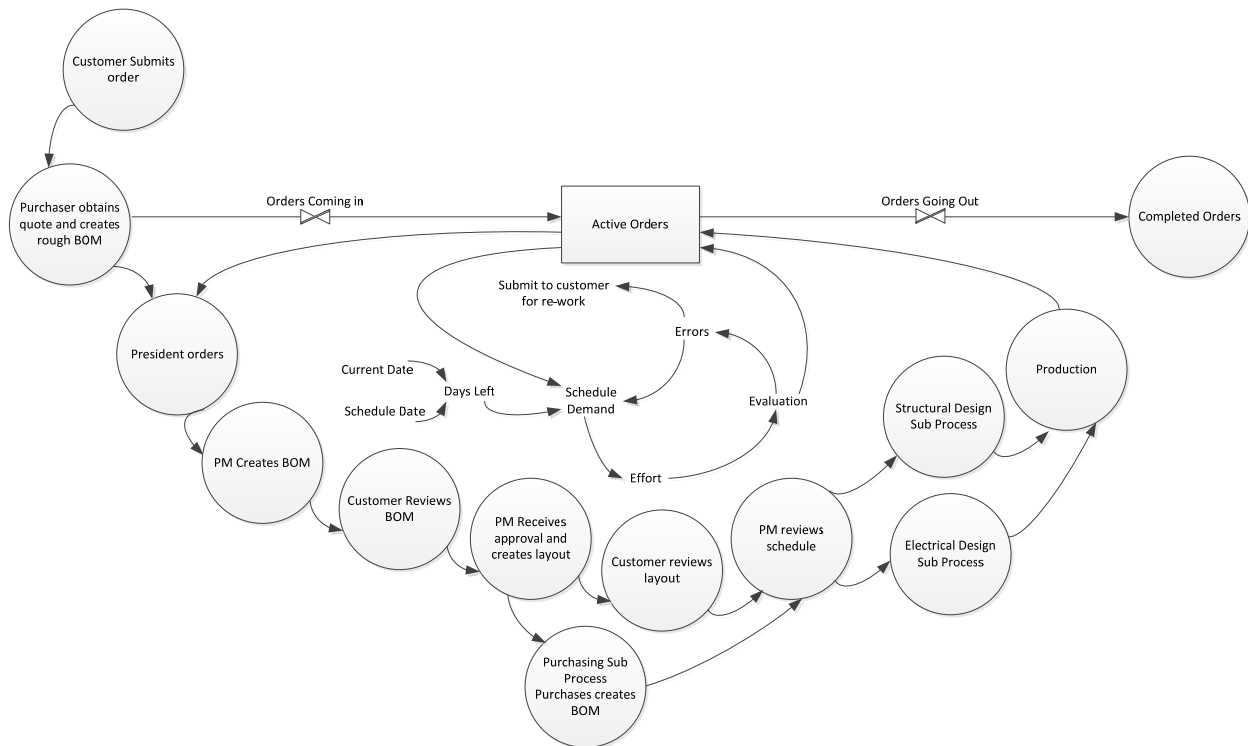 Customer Submits
order
Purchaser obtains
quote and creates
rough BOM
Orders Coming in
Active Orders
Orders Going Out
Completed Orders
President orders
Submit to customer
for re-work
Errors
Current Date
Days Left
Schedule Date
Schedule
Demand
Evaluation
Effort
Production
Structural Design
Sub Process
PM Creates BOM
Customer Reviews
BOM
PM Receives
approval and
creates layout
Customer reviews
layout
PM reviews
schedule
Electrical Design
Sub Process
Purchasing Sub
Process
Purchases creates
BOM